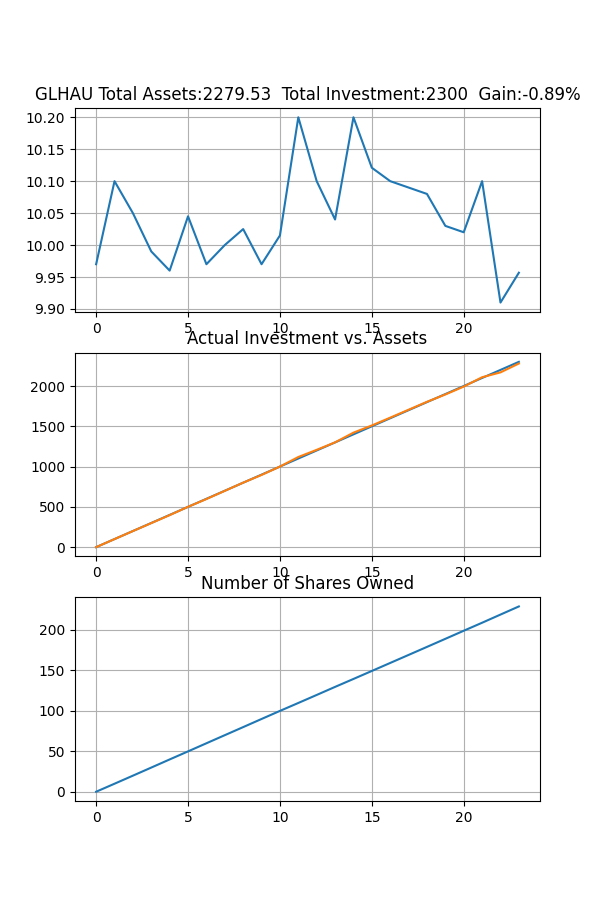 GLHAU Total Assets:2279.53  Total Investment:2300  Gain:-0.89%
10.20
10.15
10.10
10.05
10.00
9.95
9.90
0 5 10 15 20
Actual Investment vs. Assets
2000
1500
1000
500
0
0 5 10 15 20
Number of Shares Owned
200
150
100
50
0
0 5 10 15 20